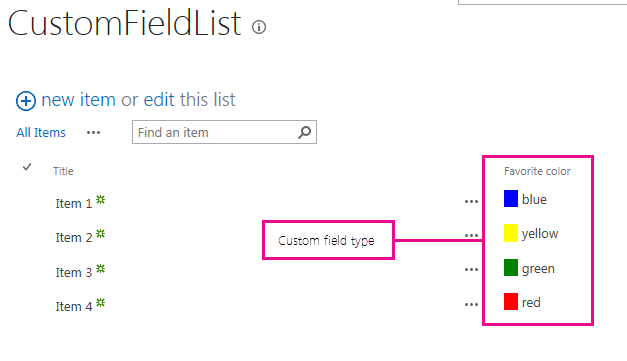 CustomFieldList
new item or edit this list
All Items
Find an item
Title
Favorite color
Item 1
blue
Item 2
yellow
Custom field type
Item 3
green
Item 4
red